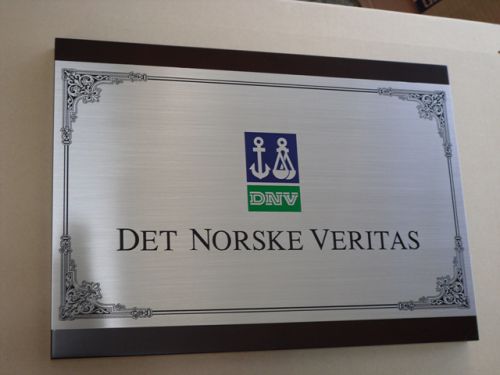 DNV
DET NORSKE VERITAS